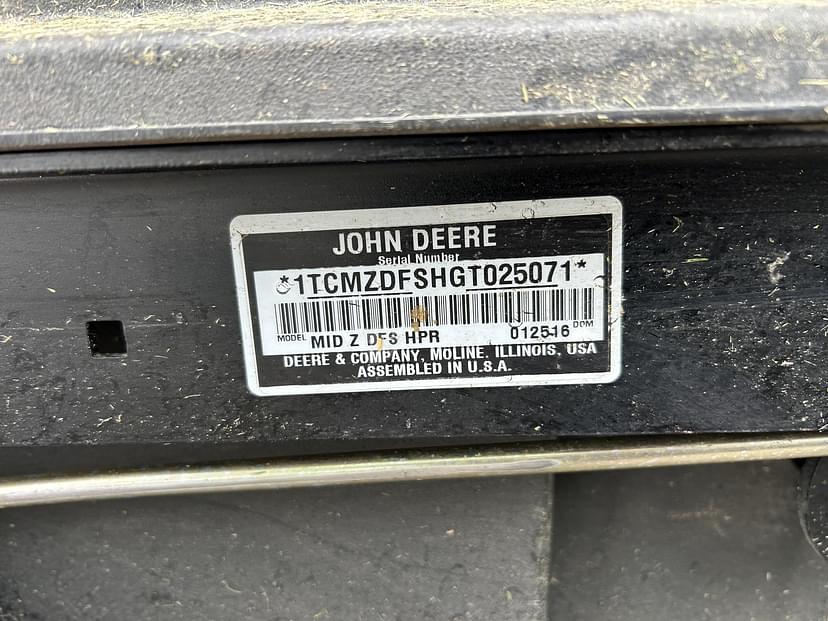 JOHN DEERE
Serial Number
*1TCMZDFSHGT025071*
MODEL MID Z DFS HPR 012516 DOM
DEERE & COMPANY, MOLINE, ILLINOIS, USA
ASSEMBLED IN U.S.A.